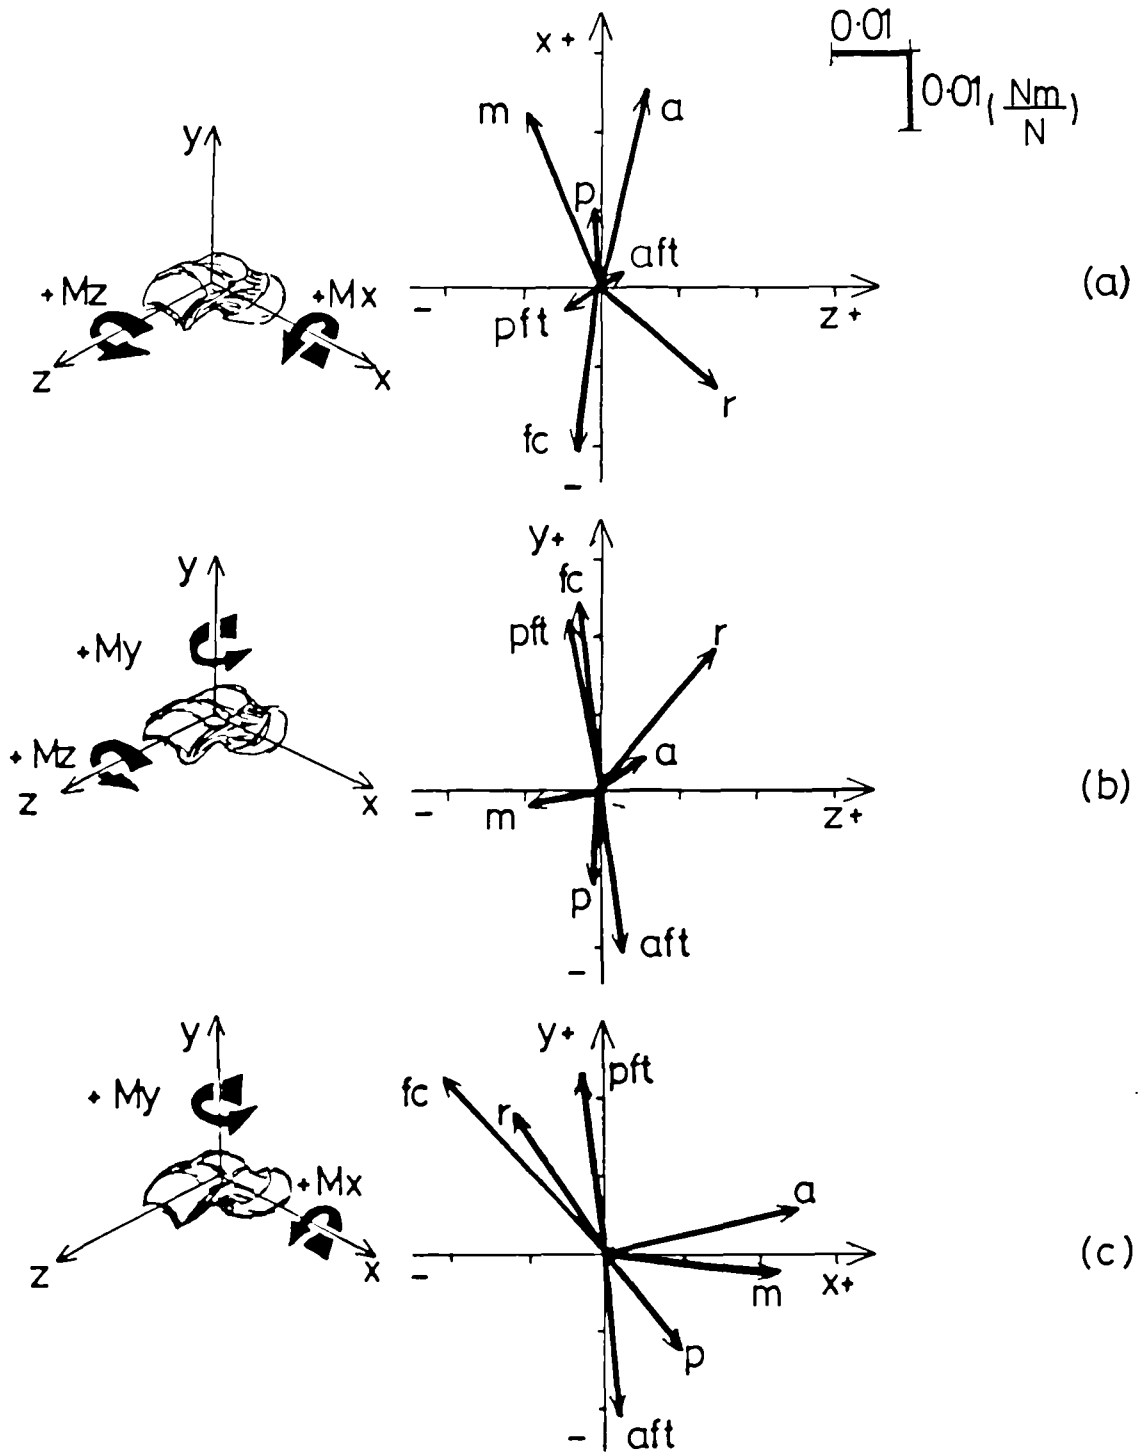 0·01
0·01 ( Nm / N )
y
+Mz
+Mx
z
x
x+
m
a
p
aft
-
pft
z+
r
fc
-
(a)
y
+My
+Mz
z
x
y+
fc
pft
r
a
-
m
z+
p
aft
-
(b)
y
+My
+Mx
z
x
y+
pft
fc
r
a
-
m
x+
p
aft
-
(c)